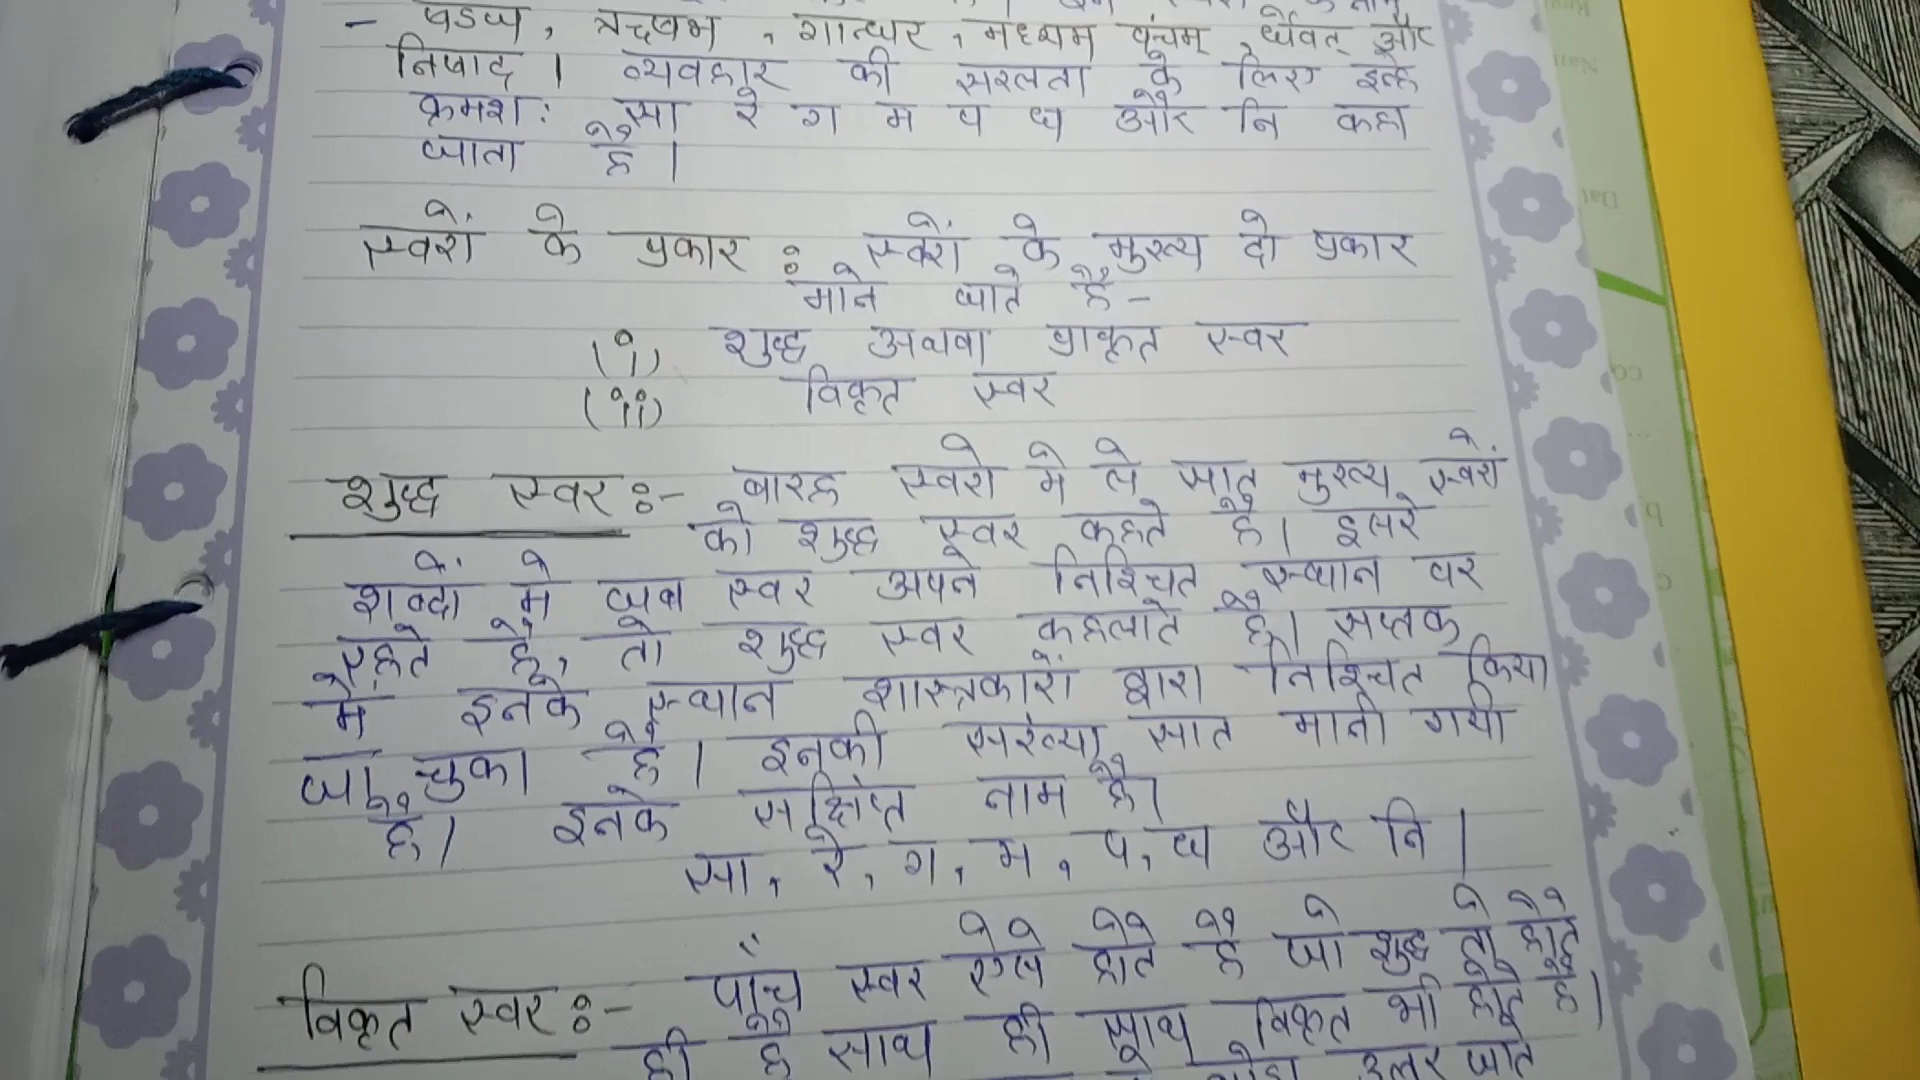 - षडज, ऋषभ, गान्धर, मध्यम पंचम, धैवत् और
निषाद। व्यवहार की सरलता के लिए इन्हें
क्रमश: सा रे ग म प ध और नि कहा
जाता है।
स्वरों के प्रकार : स्वरों के मुख्य दो प्रकार
माने जाते है -
(i) शुद्ध अथवा प्राकृत स्वर
(ii) विकृत स्वर
शुद्ध स्वर :- बारह स्वरो मे से सात मुख्य स्वरों
को शुद्ध स्वर कहते है। दूसरे
शब्दों मे जब स्वर अपने निश्चित स्थान पर
रहते है, तो शुद्ध स्वर कहलाते है। सप्तक
में इनके स्थान शास्त्रकारों द्वारा निश्चित किया
जा चुका है। इनकी संख्या सात मानी गयी
है। इनके संक्षिप्त नाम है।
सा, रे, ग, म, प, ध और नि।
विकृत स्वर :- पाँच स्वर ऐसे होते है जो शुद्ध तो होते
ही है साथ ही साथ विकृत भी होते है।
जाते